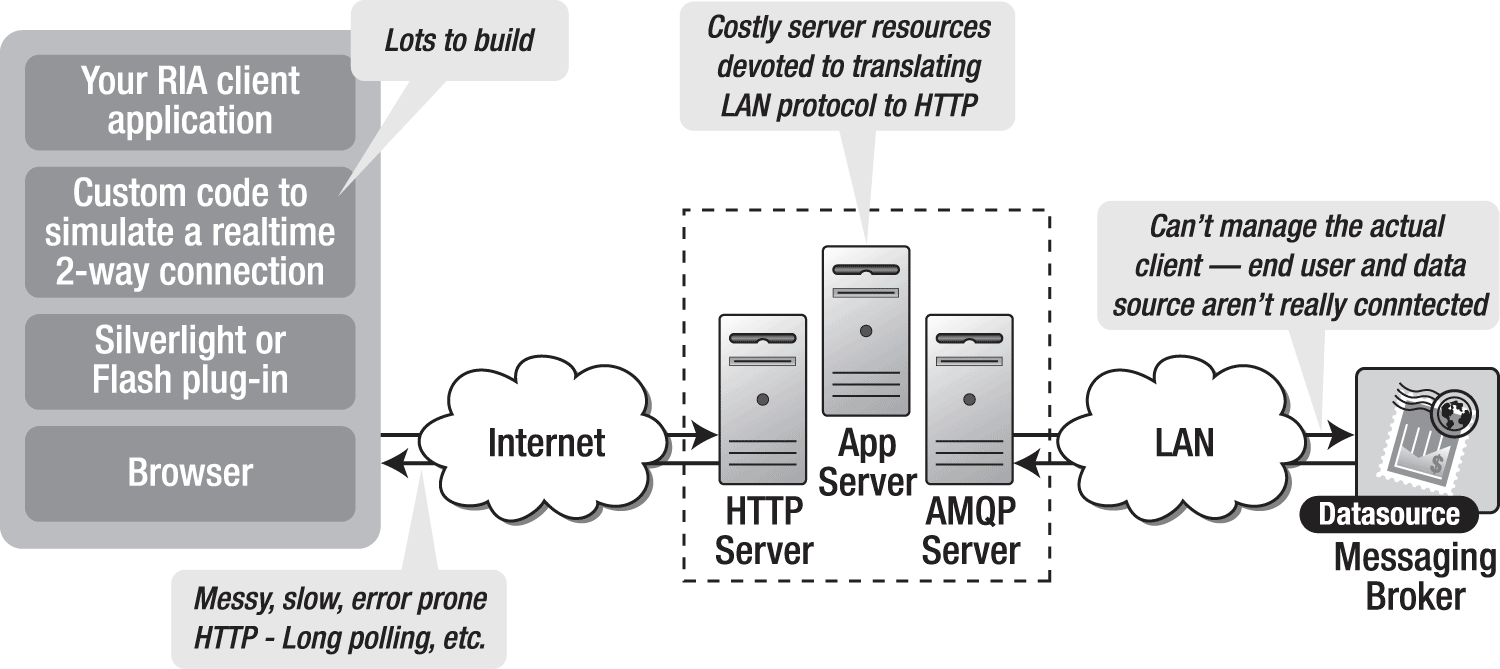 Lots to build
Your RIA client
application
Custom code to
simulate a realtime
2-way connection
Silverlight or
Flash plug-in
Browser
Messy, slow, error prone
HTTP - Long polling, etc.
Internet
Costly server resources
devoted to translating
LAN protocol to HTTP
HTTP
Server
App
Server
AMQP
Server
LAN
Can’t manage the actual
client — end user and data
source aren’t really conntected
$
Datasource
Messaging
Broker